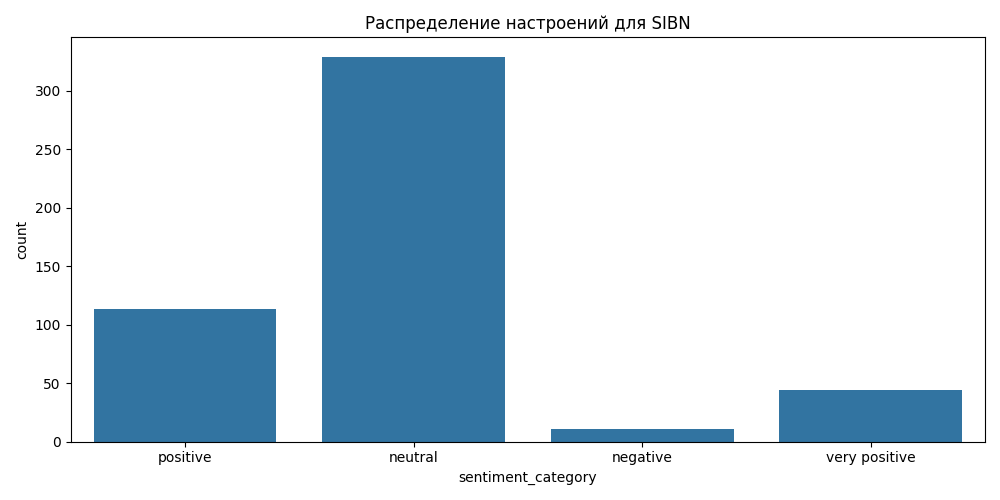 Распределение настроений для SIBN
count
300
250
200
150
100
50
0
positive neutral negative very positive
sentiment_category